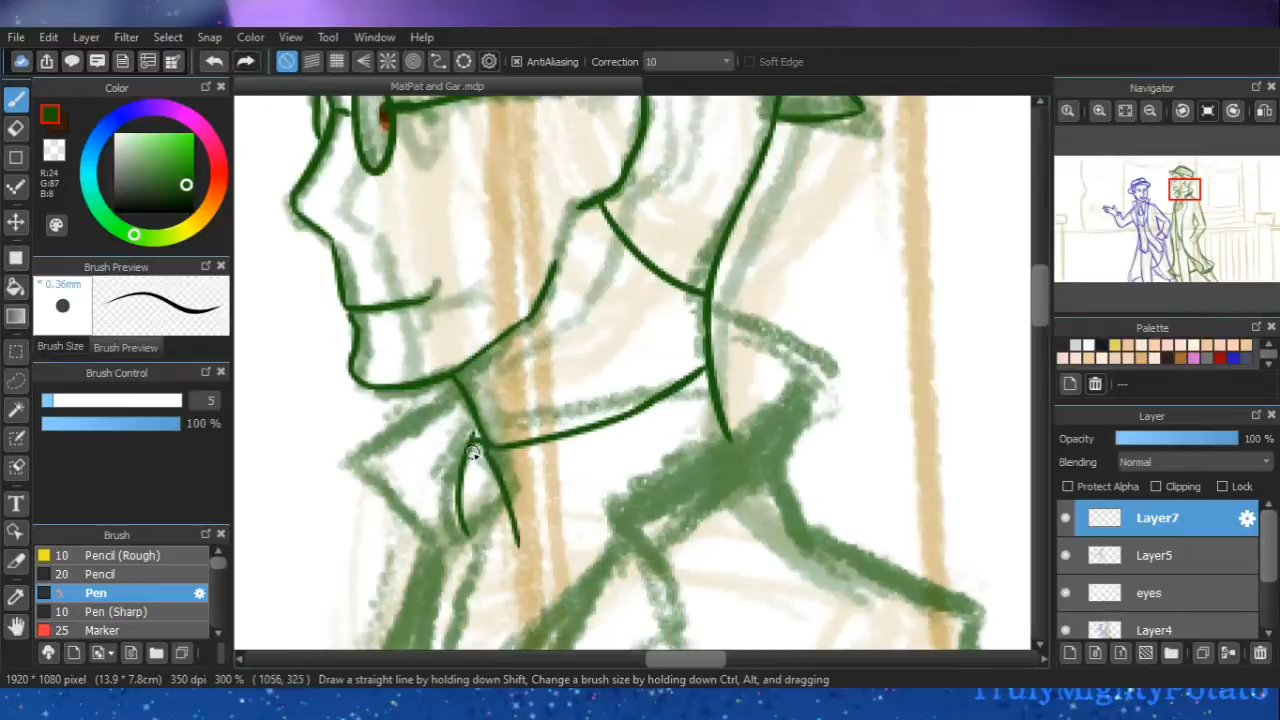 File Edit Layer Filter Select Snap Color View Tool Window Help
AntiAliasing Correction 10 Soft Edge
Color
MatPat and Gar.mdp
Navigator
R:24
G:87
B:8
Brush Preview
* 0.36mm
Brush Size Brush Preview
Palette
---
Brush Control
5
100 %
Layer
Opacity 100 %
Blending Normal
Protect Alpha Clipping Lock
Layer7
Layer5
eyes
Layer4
Brush
10 Pencil (Rough)
20 Pencil
5 Pen
10 Pen (Sharp)
25 Marker
1920 * 1080 pixel (13.9 * 7.8cm) 350 dpi 300 % ( 1056, 325 ) Draw a straight line by holding down Shift, Change a brush size by holding down Ctrl, Alt, and dragging
TrulyMightyPotato